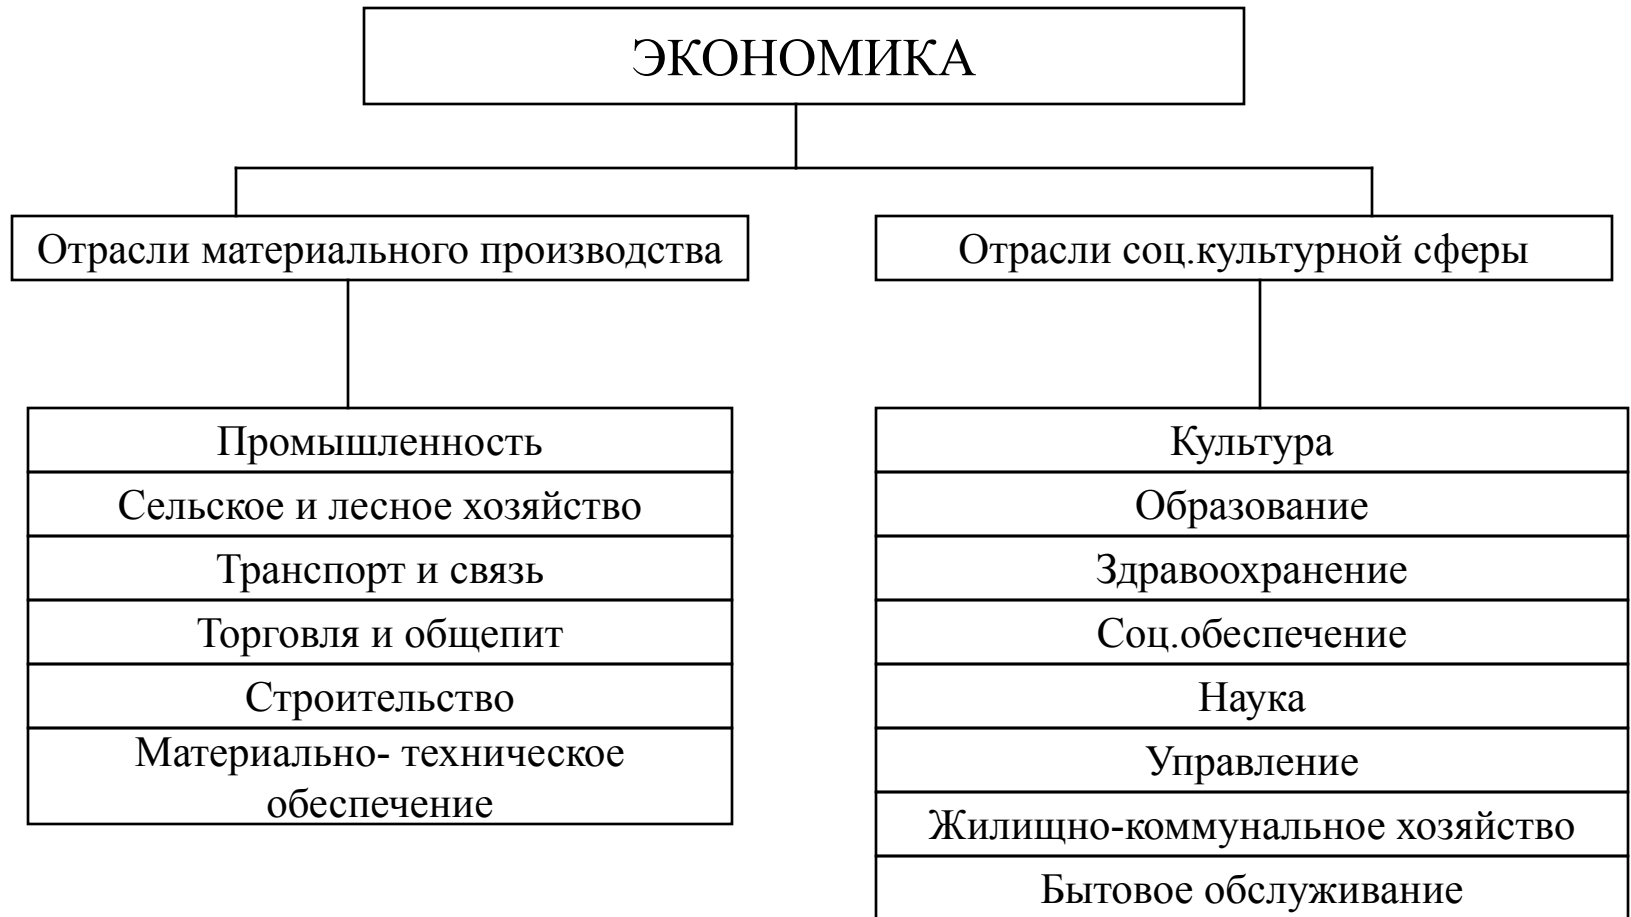 ЭКОНОМИКА
Отрасли материального производства
Отрасли соц.культурной сферы
Промышленность
Сельское и лесное хозяйство
Транспорт и связь
Торговля и общепит
Строительство
Материально- техническое
обеспечение
Культура
Образование
Здравоохранение
Соц.обеспечение
Наука
Управление
Жилищно-коммунальное хозяйство
Бытовое обслуживание